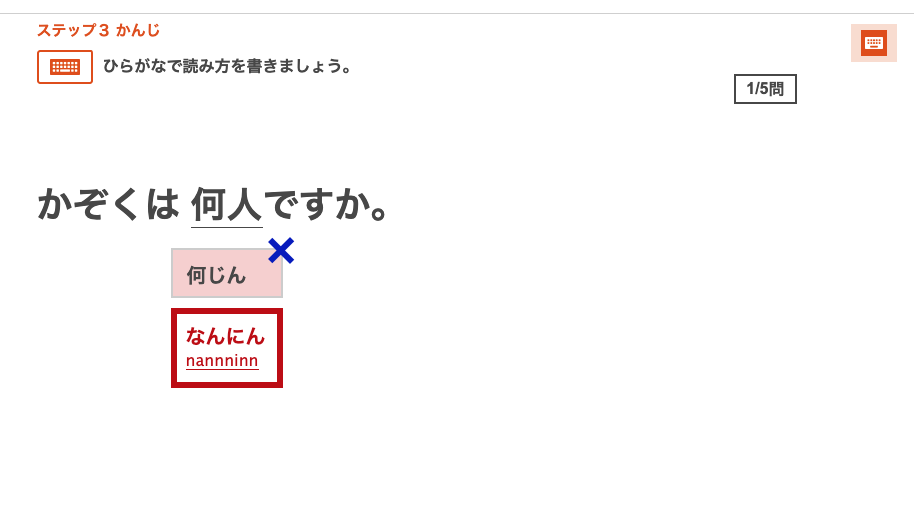 ステップ３ かんじ
ひらがなで読み方を書きましょう。
1/5問
かぞくは 何人ですか。
何じん
なんにん
nannninn